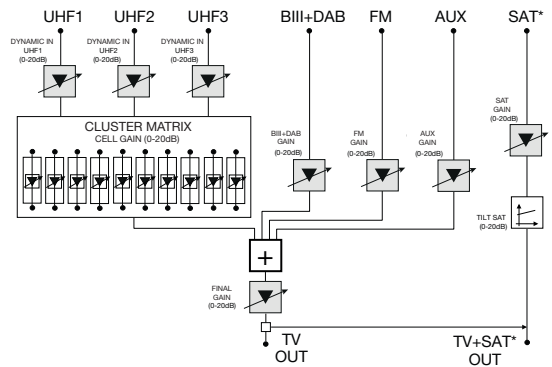 UHF1 UHF2 UHF3 BIII+DAB FM AUX SAT*
DYNAMIC IN
UHF1
(0-20dB)
DYNAMIC IN
UHF2
(0-20dB)
DYNAMIC IN
UHF3
(0-20dB)
SAT
GAIN
(0-20dB)
CLUSTER MATRIX
CELL GAIN (0-20dB)
BIII+DAB
GAIN
(0-20dB)
FM
GAIN
(0-20dB)
AUX
GAIN
(0-20dB)
TILT SAT
(0-20dB)
+
FINAL
GAIN
(0-20dB)
TV
OUT
TV+SAT*
OUT